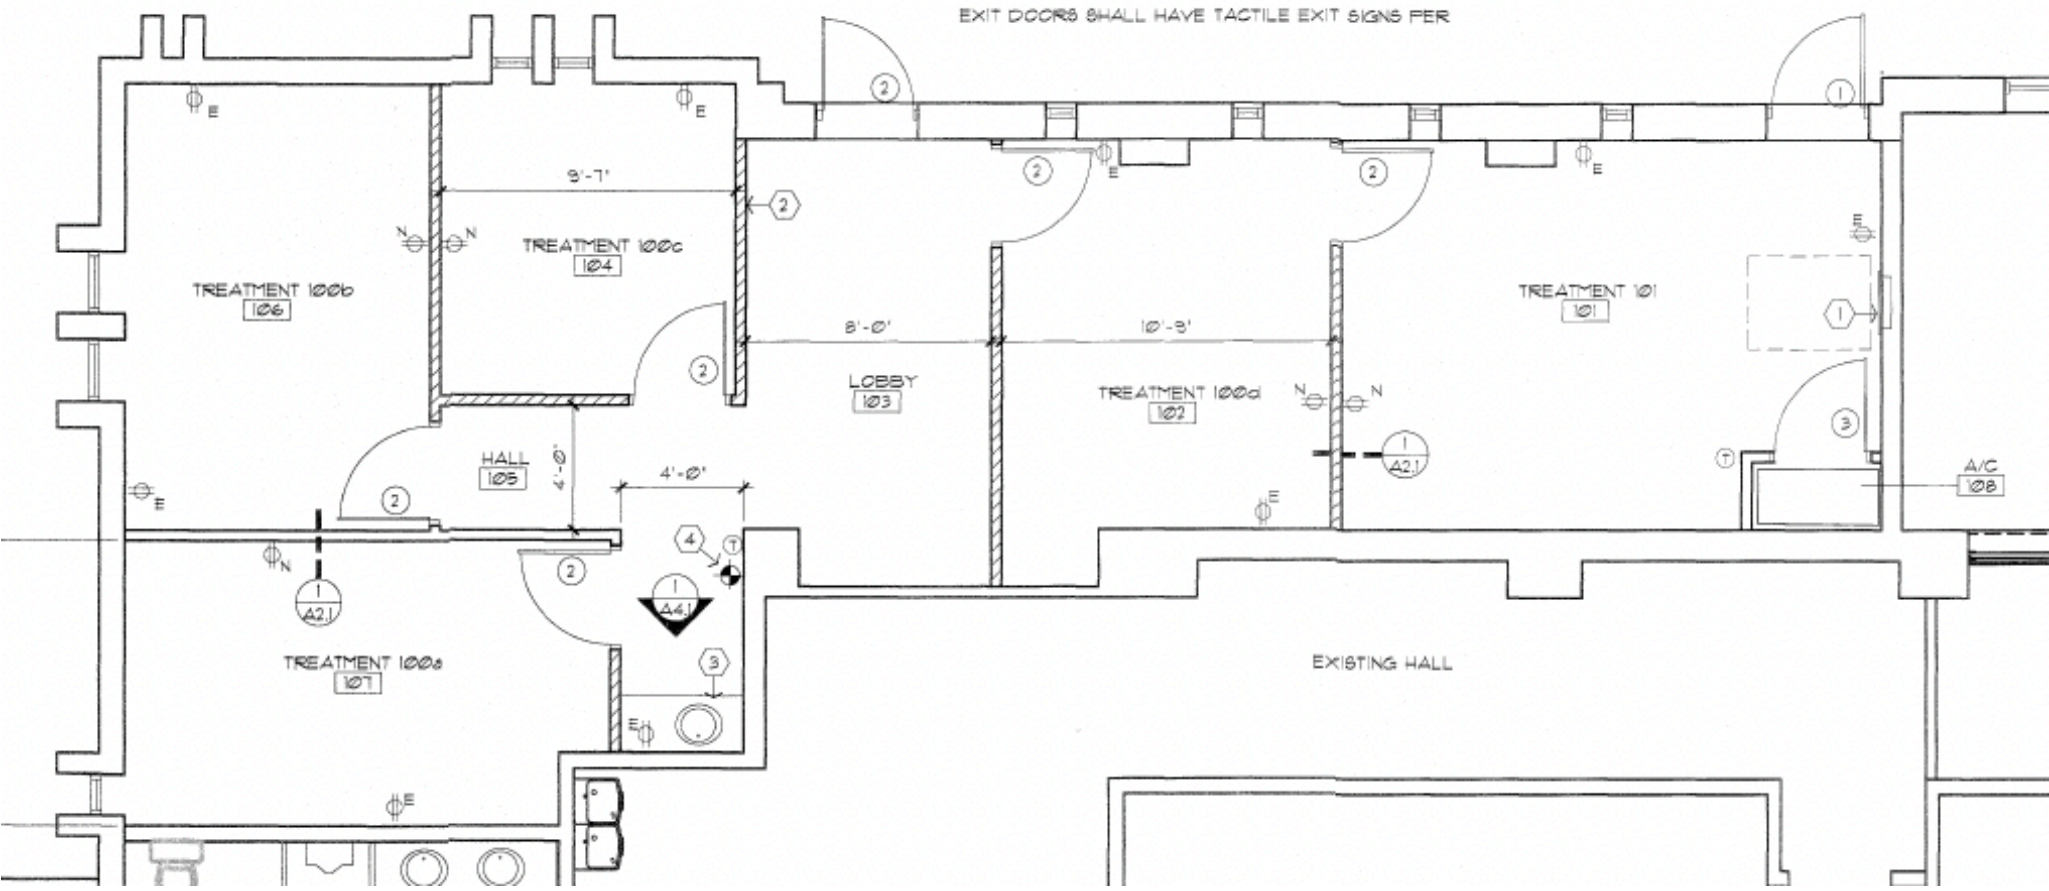 EXIT DOORS SHALL HAVE TACTILE EXIT SIGNS PER
2
1
E
E
2
E
2
E
9'-7"
2
N
N
TREATMENT 100c
104
E
TREATMENT 100b
106
TREATMENT 101
101
1
8'-0"
10'-9"
2
LOBBY
103
TREATMENT 100d
102
N
N
3
HALL
105
4'-0"
4'-0"
1
A2.1
T
A/C
108
E
2
E
4
T
N
2
1
A2.1
1
A4.1
TREATMENT 100a
107
3
EXISTING HALL
E
E